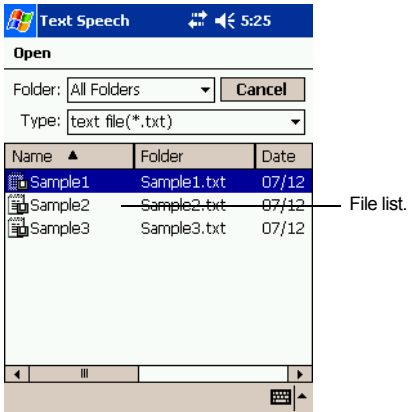 Text Speech 5:25
Open
Folder: All Folders Cancel
Type: text file(*.txt)
Name Folder Date
Sample1 Sample1.txt 07/12
Sample2 Sample2.txt 07/12 File list.
Sample3 Sample3.txt 07/12